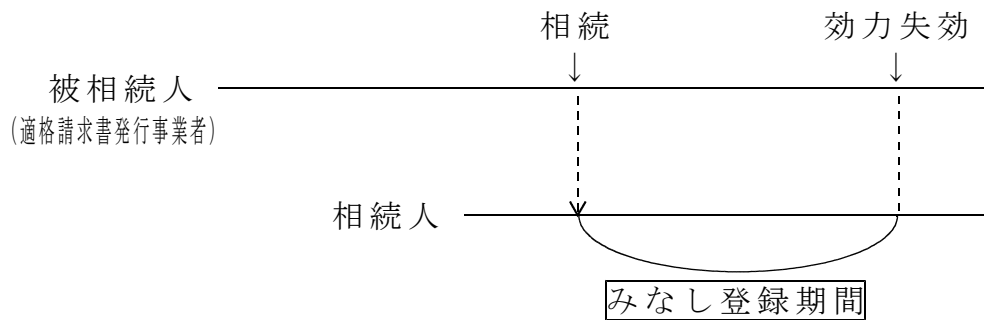 相続 効力失効
↓ ↓
被相続人
(適格請求書発行事業者)
相続人
みなし登録期間